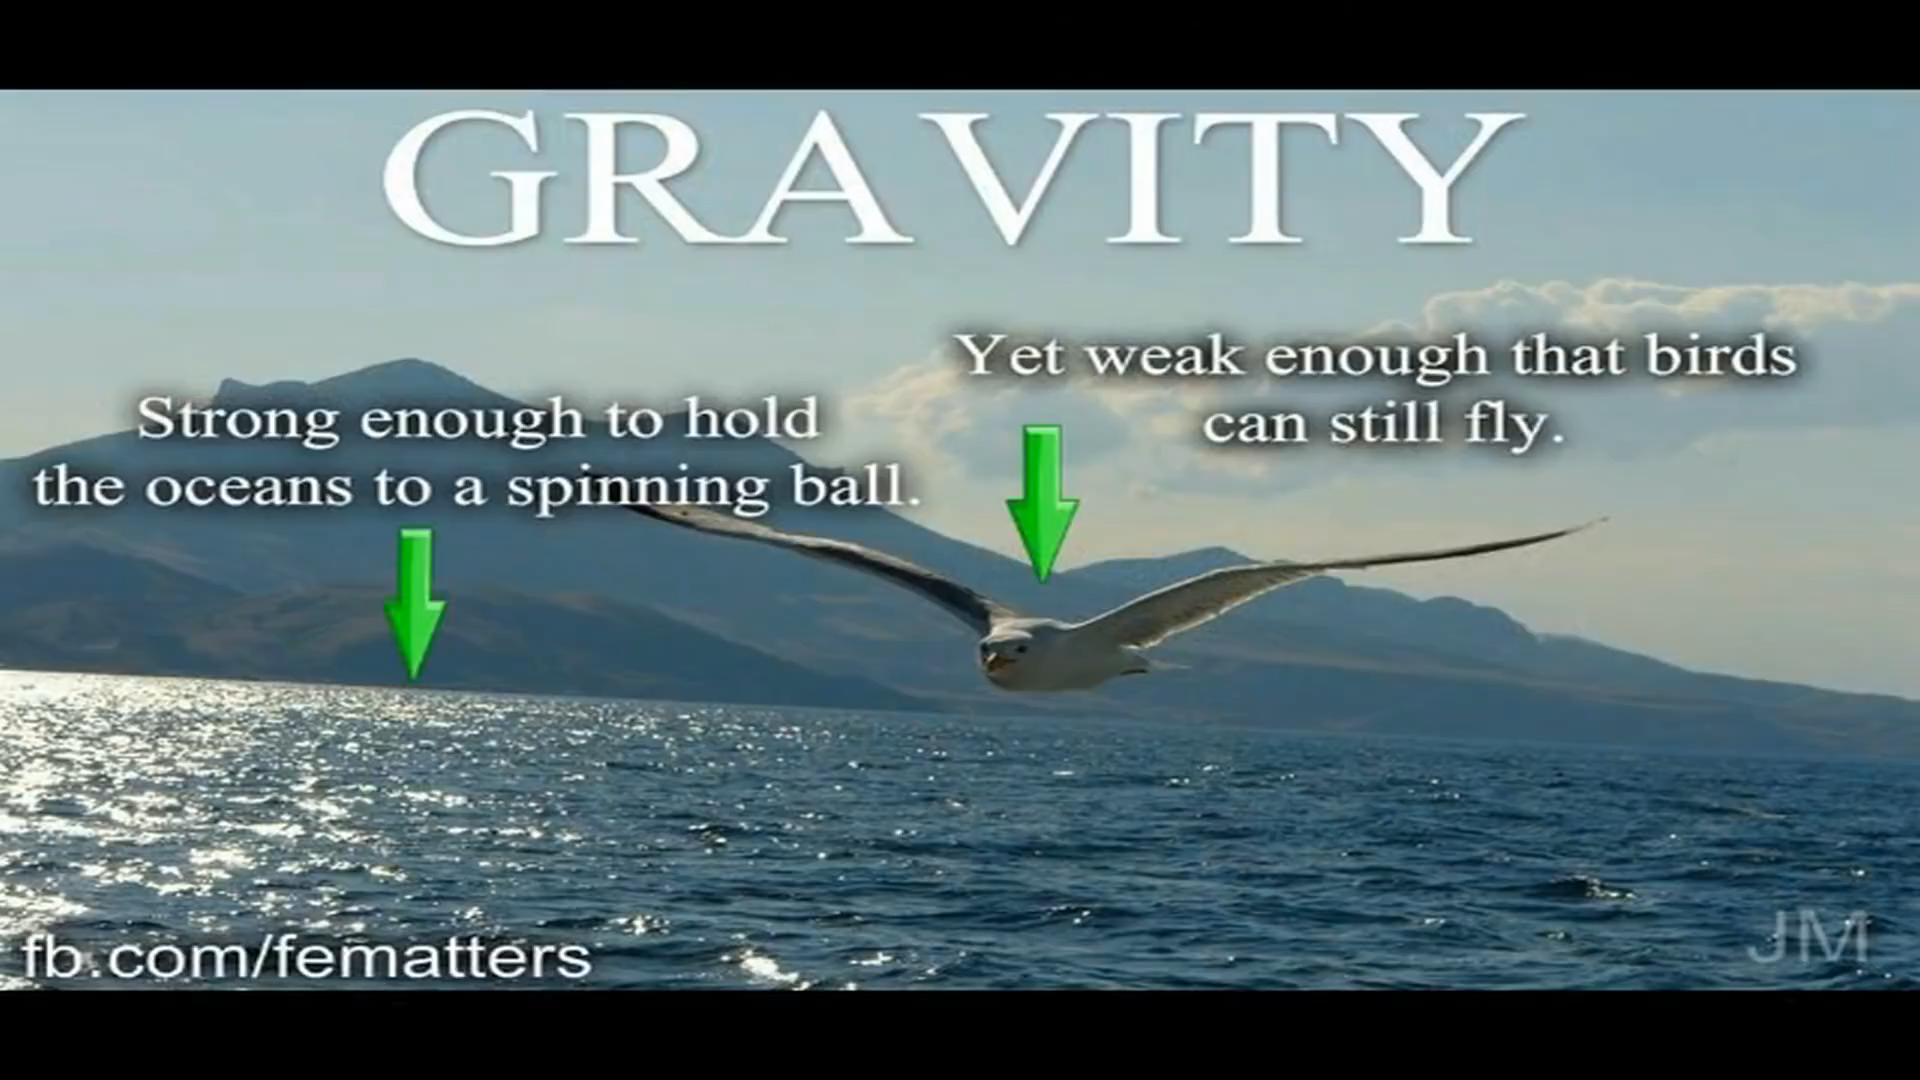 GRAVITY
Strong enough to hold
the oceans to a spinning ball.
Yet weak enough that birds
can still fly.
fb.com/fematters
JM